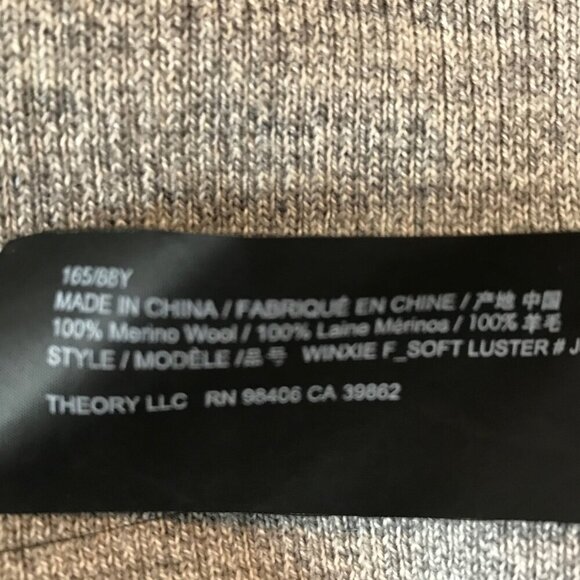 165/88Y
MADE IN CHINA / FABRIQUÉ EN CHINE / 产地 中国
100% Merino Wool / 100% Laine Mérinos / 100% 羊毛
STYLE / MODÈLE /品号 WINXIE F_SOFT LUSTER # J
THEORY LLC RN 98406 CA 39862